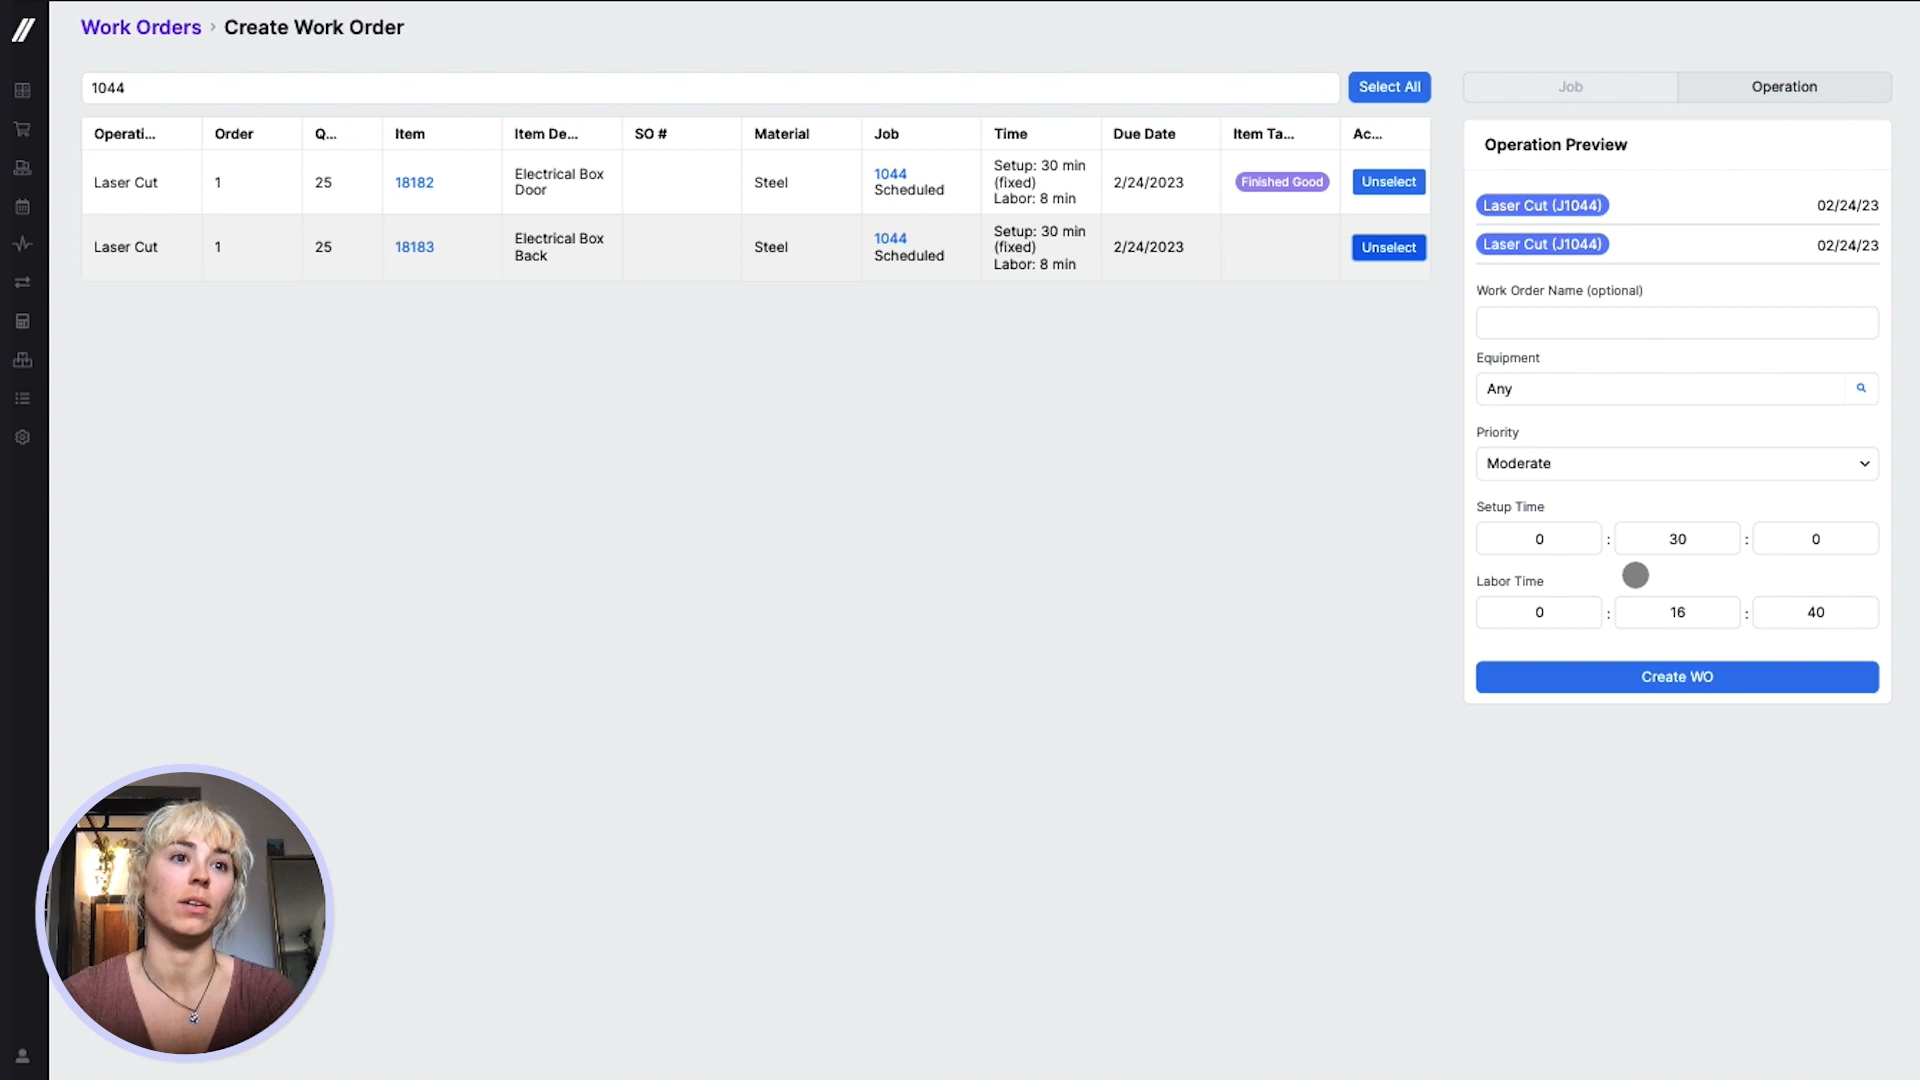 Work Orders › Create Work Order
1044
Select All
Job
Operation
Operati...
Order
Q...
Item
Item De...
SO #
Material
Job
Time
Due Date
Item Ta...
Ac...
Laser Cut
1
25
18182
Electrical Box
Door
Steel
1044
Scheduled
Setup: 30 min
(fixed)
Labor: 8 min
2/24/2023
Finished Good
Unselect
Laser Cut
1
25
18183
Electrical Box
Back
Steel
1044
Scheduled
Setup: 30 min
(fixed)
Labor: 8 min
2/24/2023
Unselect
Operation Preview
Laser Cut (J1044)
02/24/23
Laser Cut (J1044)
02/24/23
Work Order Name (optional)
Equipment
Any
Priority
Moderate
Setup Time
0 : 30 : 0
Labor Time
0 : 16 : 40
Create WO